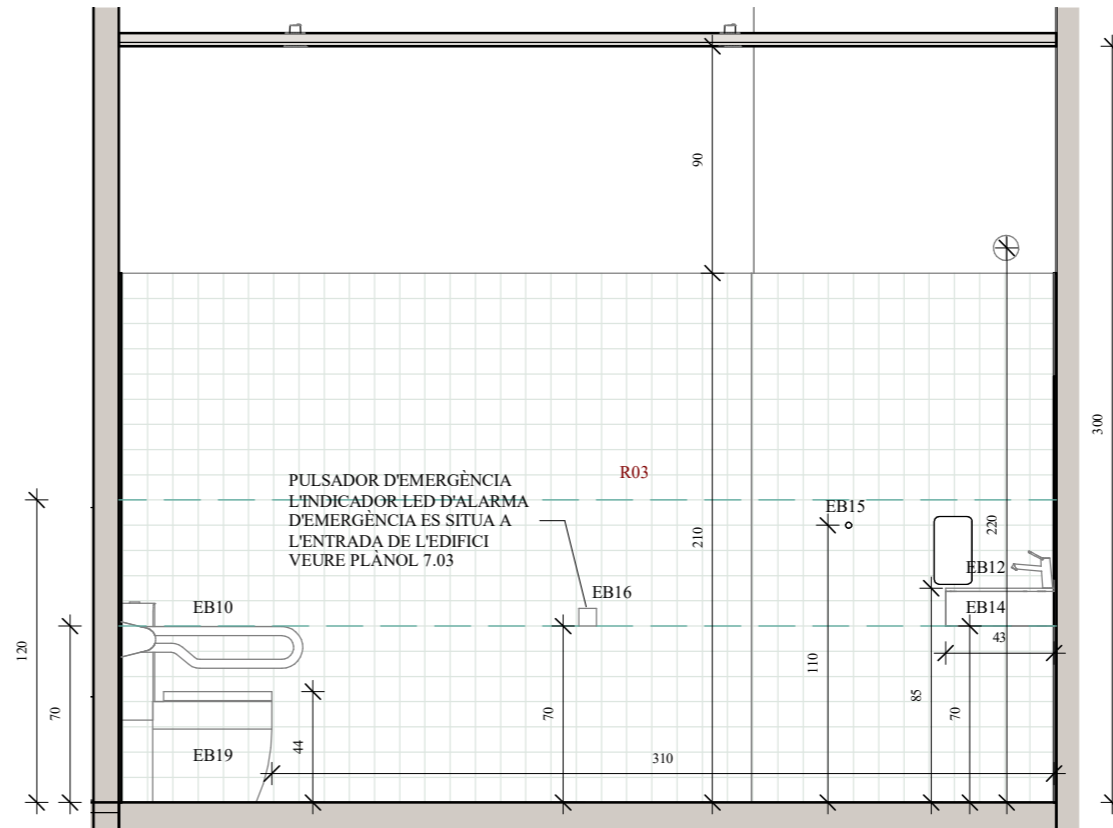 90
300
R03
PULSADOR D'EMERGÈNCIA
L'INDICADOR LED D'ALARMA
D'EMERGÈNCIA ES SITUA A
L'ENTRADA DE L'EDIFICI
VEURE PLÀNOL 7.03
EB15
210
220
EB12
EB16
EB10
EB14
43
120
110
85
70
70
70
44
EB19
310